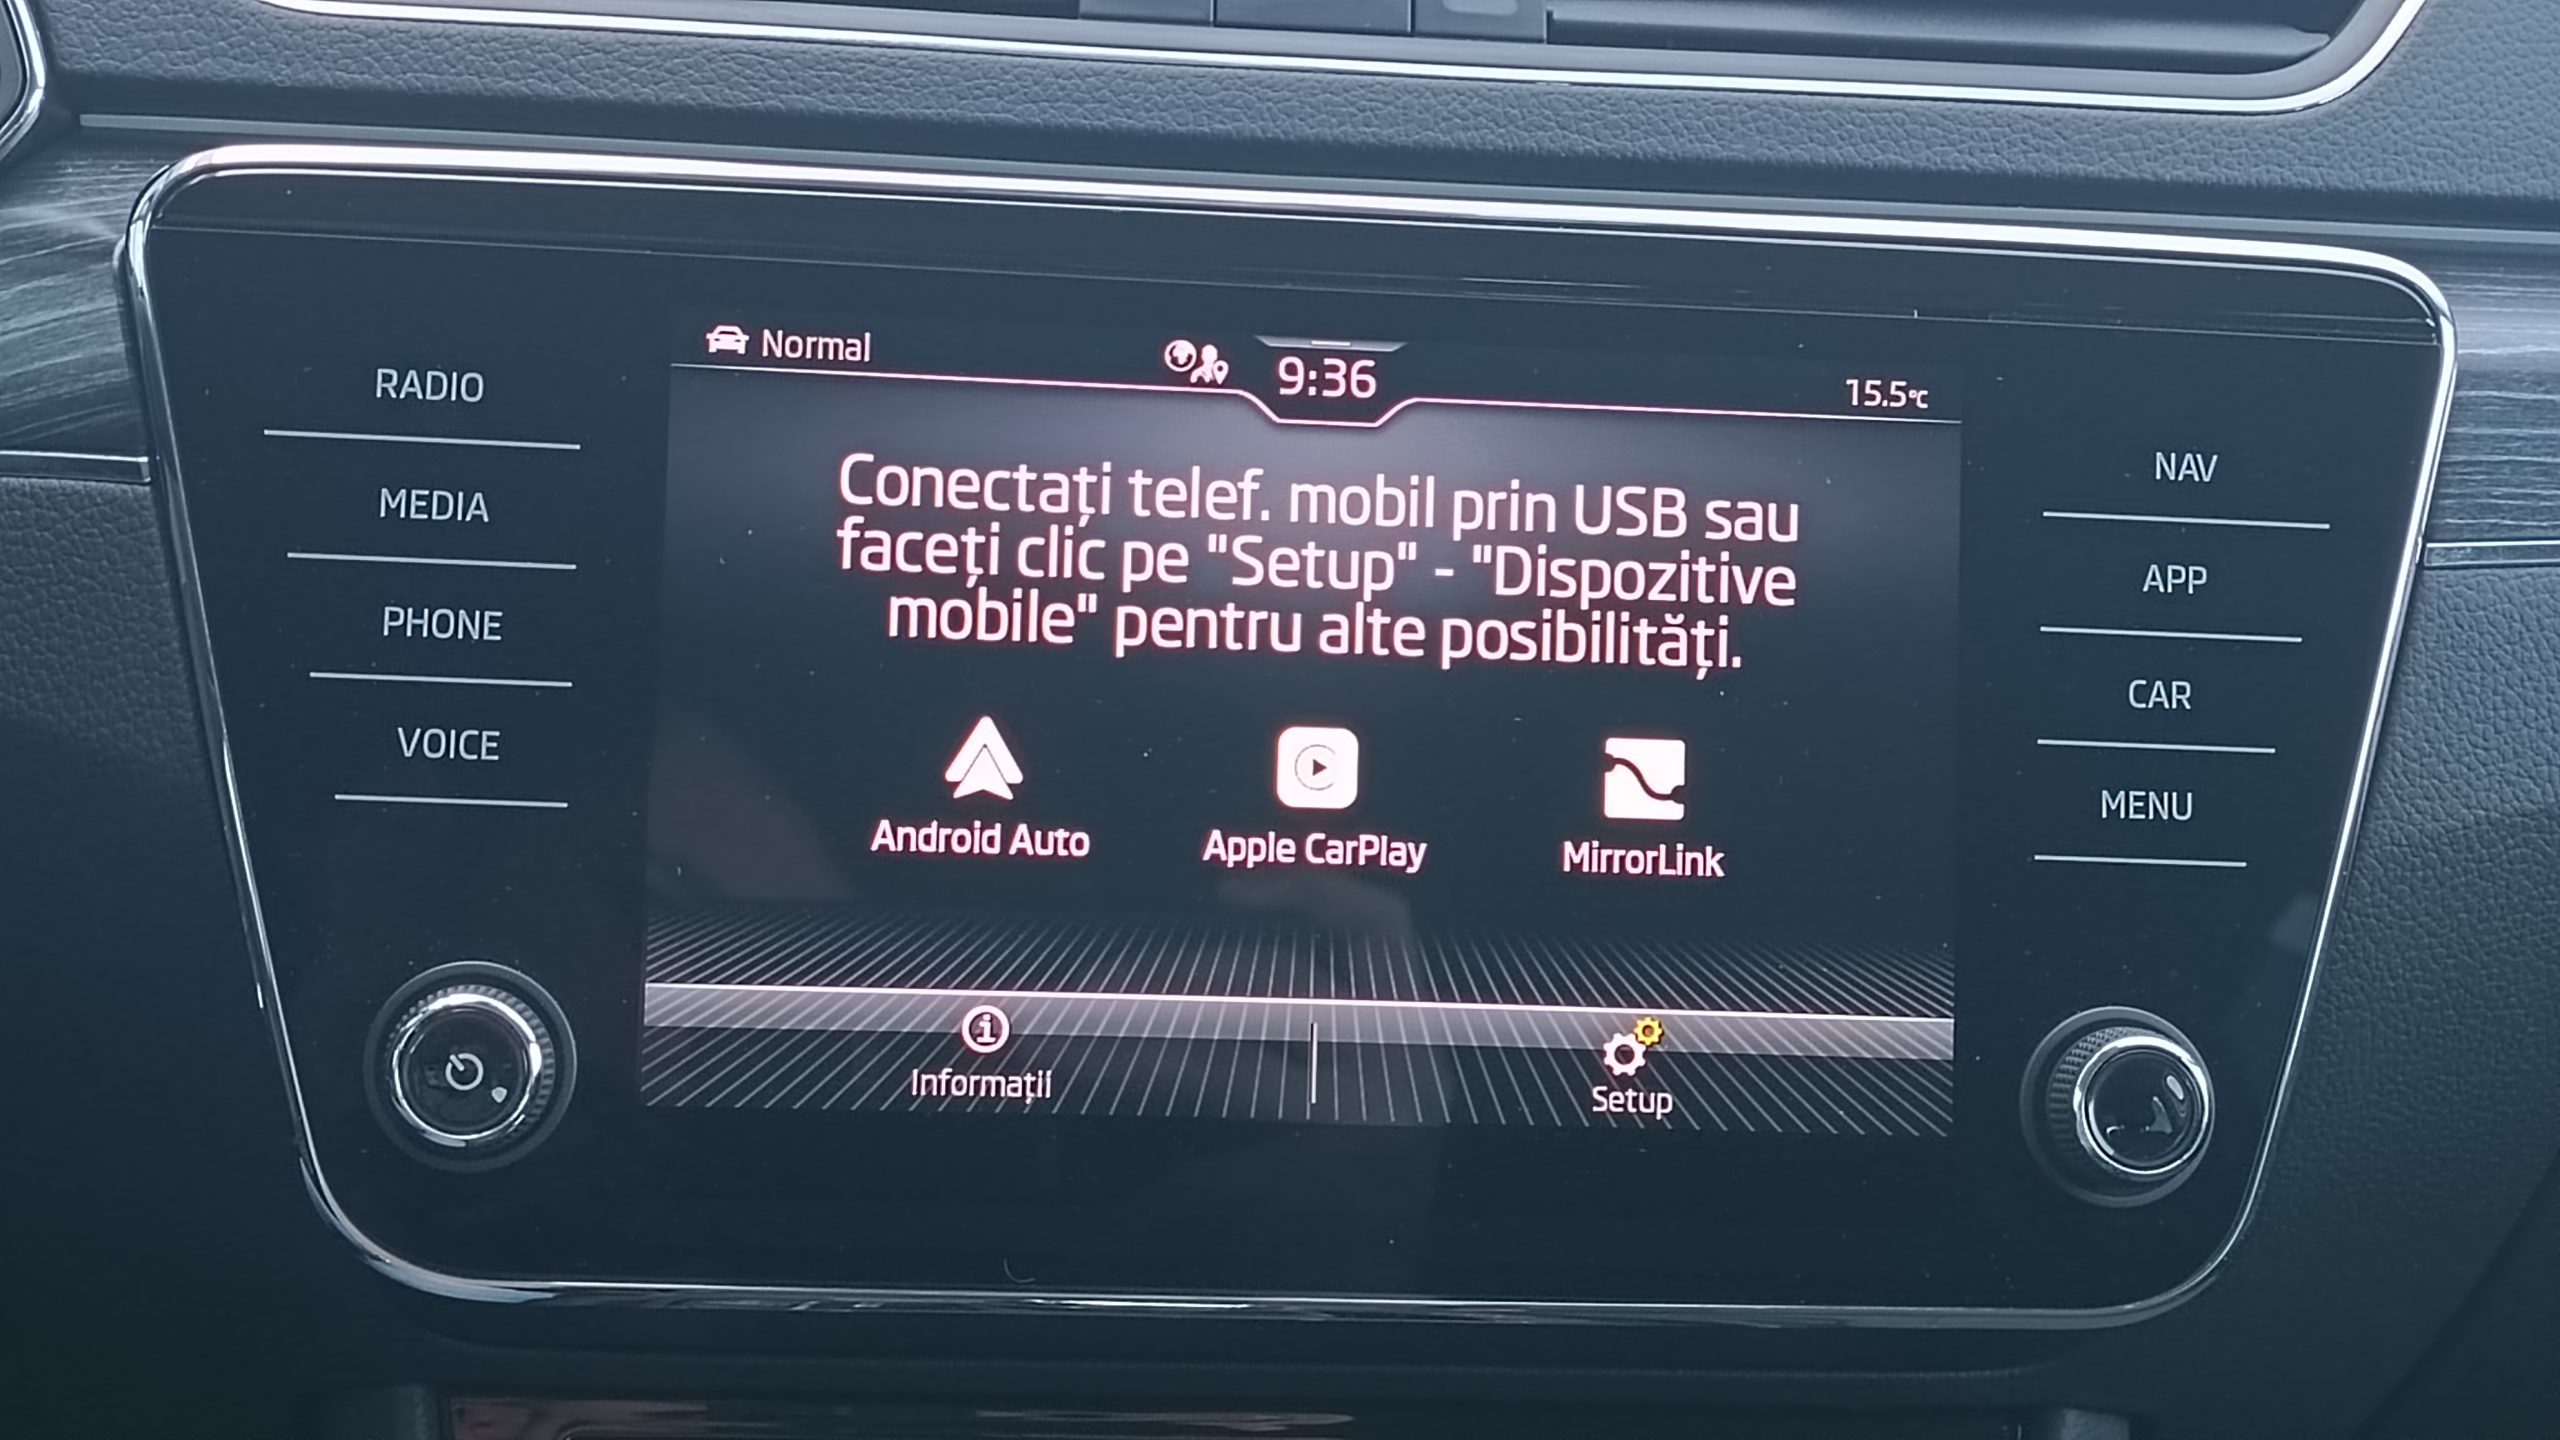 Normal
9:36
15.5°C
RADIO
MEDIA
PHONE
VOICE
Conectați telef. mobil prin USB sau
faceți clic pe "Setup" - "Dispozitive
mobile" pentru alte posibilități.
Android Auto
Apple CarPlay
MirrorLink
Informații
Setup
NAV
APP
CAR
MENU